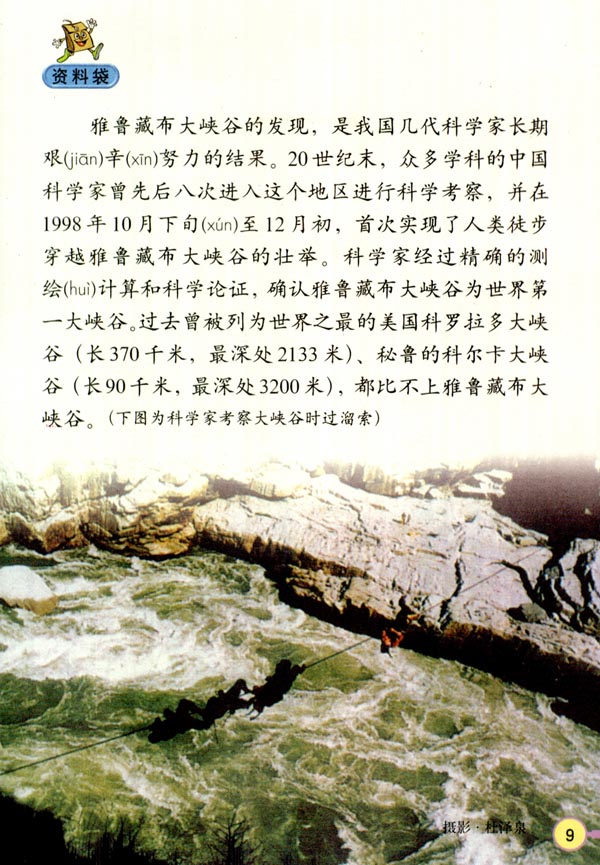 资料袋
雅鲁藏布大峡谷的发现，是我国几代科学家长期
艰(jiān)辛(xīn)努力的结果。20世纪末，众多学科的中国
科学家曾先后八次进入这个地区进行科学考察，并在
1998年10月下旬(xún)至12月初，首次实现了人类徒步
穿越雅鲁藏布大峡谷的壮举。科学家经过精确的测
绘(huì)计算和科学论证，确认雅鲁藏布大峡谷为世界第
一大峡谷。过去曾被列为世界之最的美国科罗拉多大峡
谷（长370千米，最深处2133米）、秘鲁的科尔卡大峡
谷（长90千米，最深处3200米），都比不上雅鲁藏布大
峡谷。（下图为科学家考察大峡谷时过溜索）
摄影·杜泽泉
9